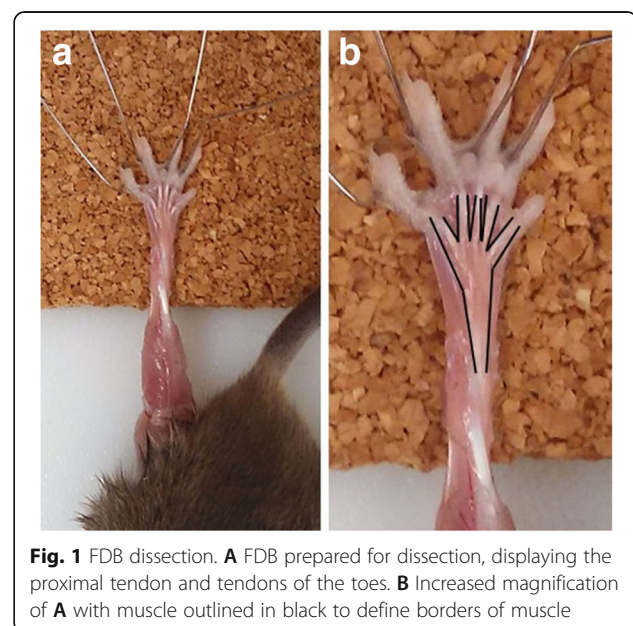 a b
Fig. 1 FDB dissection. A FDB prepared for dissection, displaying the
proximal tendon and tendons of the toes. B Increased magnification
of A with muscle outlined in black to define borders of muscle